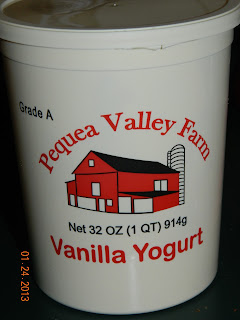 Grade A
Pequea Valley Farm
Net 32 OZ (1 QT) 914g
Vanilla Yogurt
01.24.2013